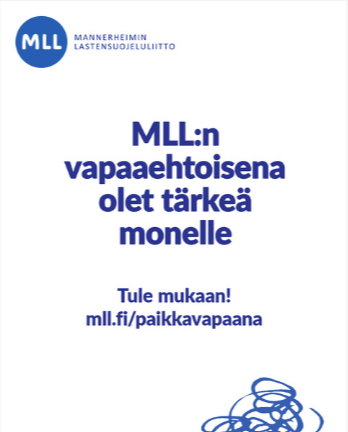 MLL
MANNERHEIMIN
LASTENSUOJELULIITTO
MLL:n
vapaaehtoisena
olet tärkeä
monelle
Tule mukaan!
mll.fi/paikkavapaana